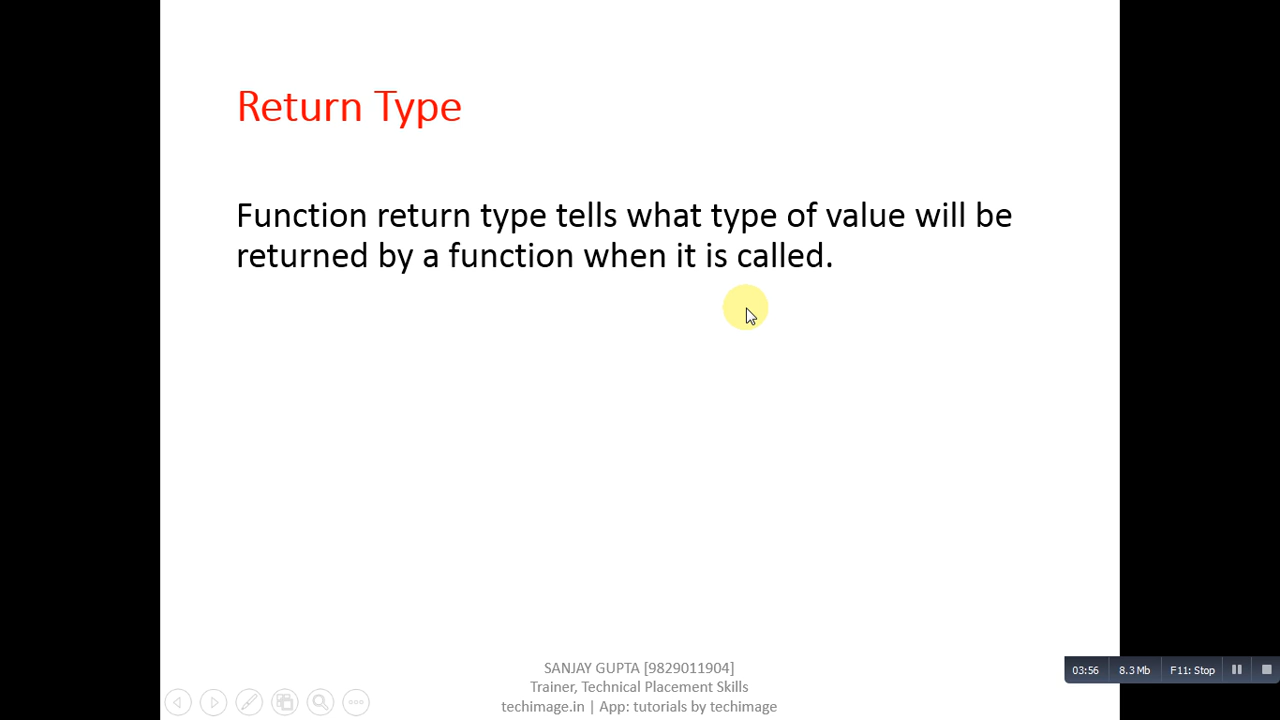 Return Type
Function return type tells what type of value will be
returned by a function when it is called.
SANJAY GUPTA [9829011904]
Trainer, Technical Placement Skills
techimage.in | App: tutorials by techimage
03:56 8.3 Mb F11: Stop